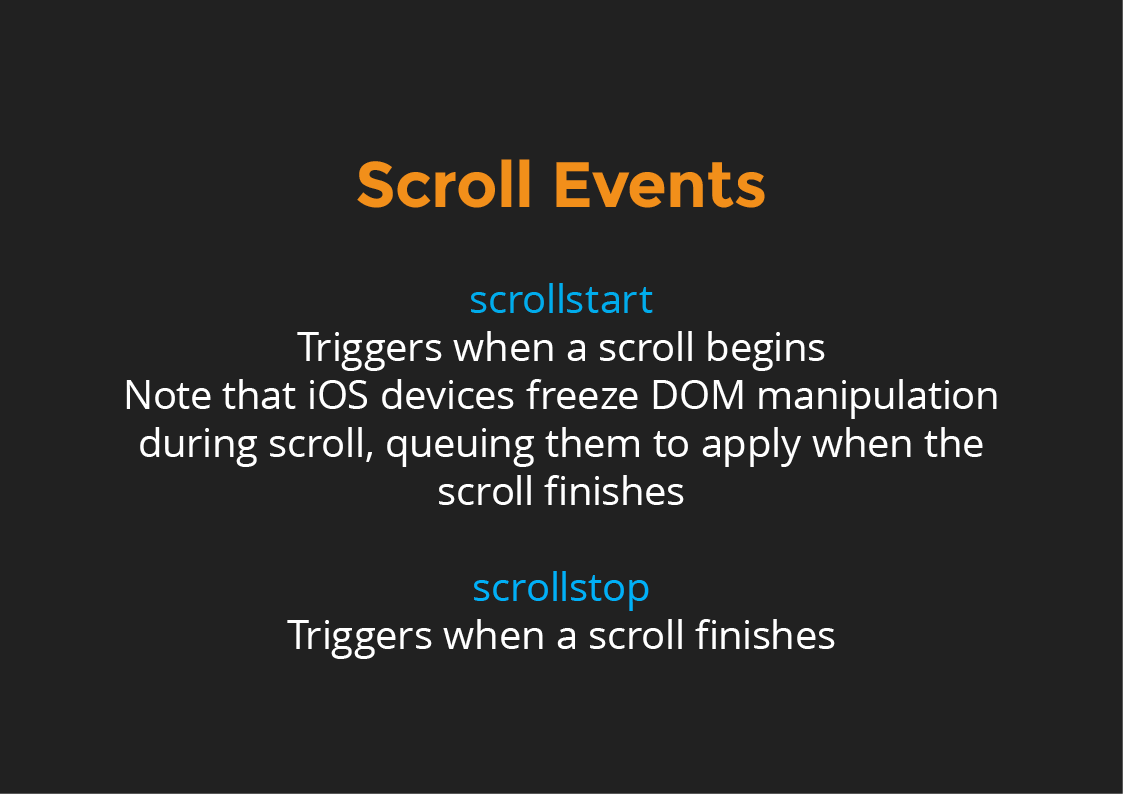 Scroll Events
scrollstart
Triggers when a scroll begins
Note that iOS devices freeze DOM manipulation
during scroll, queuing them to apply when the
scroll finishes
scrollstop
Triggers when a scroll finishes